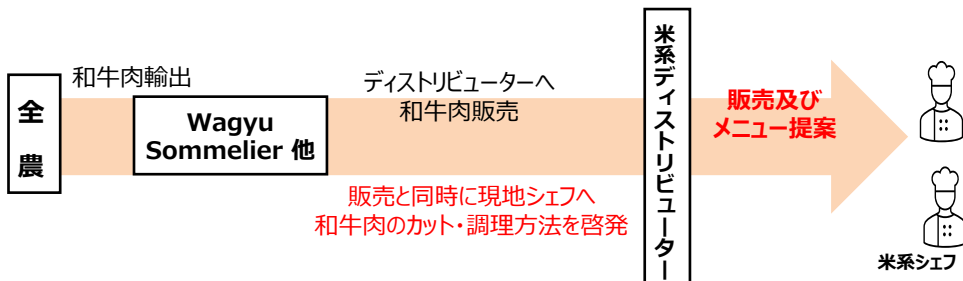 全農
和牛肉輸出
Wagyu
Sommelier 他
ディストリビューターへ
和牛肉販売
販売と同時に現地シェフへ
和牛肉のカット・調理方法を啓発
米系ディストリビューター
販売及び
メニュー提案
米系シェフ